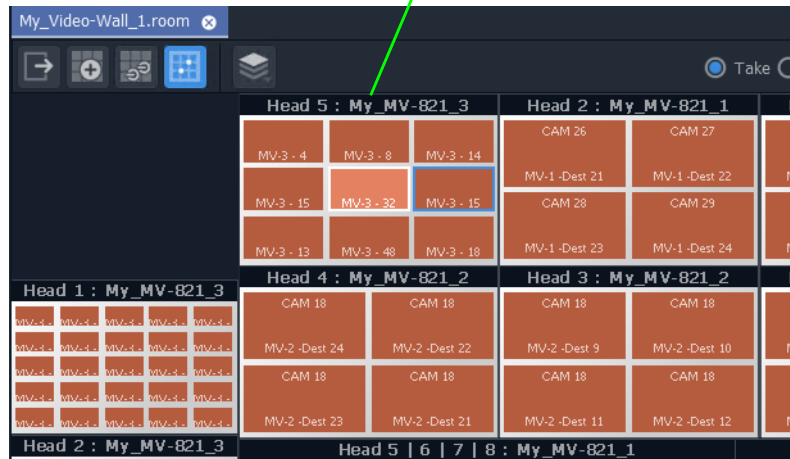 My_Video-Wall_1.room
Take
Head 5 : My_MV-821_3
Head 2 : My_MV-821_1
MV-3 - 4 MV-3 - 8 MV-3 - 14
MV-3 - 15 MV-3 - 32 MV-3 - 15
MV-3 - 13 MV-3 - 48 MV-3 - 18
CAM 26 CAM 27
MV-1 -Dest 21 MV-1 -Dest 22
CAM 28 CAM 29
MV-1 -Dest 23 MV-1 -Dest 24
Head 1 : My_MV-821_3
Head 4 : My_MV-821_2
Head 3 : My_MV-821_2
CAM 18 CAM 18
MV-2 -Dest 24 MV-2 -Dest 22
CAM 18 CAM 18
MV-2 -Dest 23 MV-2 -Dest 21
CAM 18 CAM 18
MV-2 -Dest 9 MV-2 -Dest 10
CAM 18 CAM 18
MV-2 -Dest 11 MV-2 -Dest 12
Head 2 : My_MV-821_3
Head 5 | 6 | 7 | 8 : My_MV-821_1